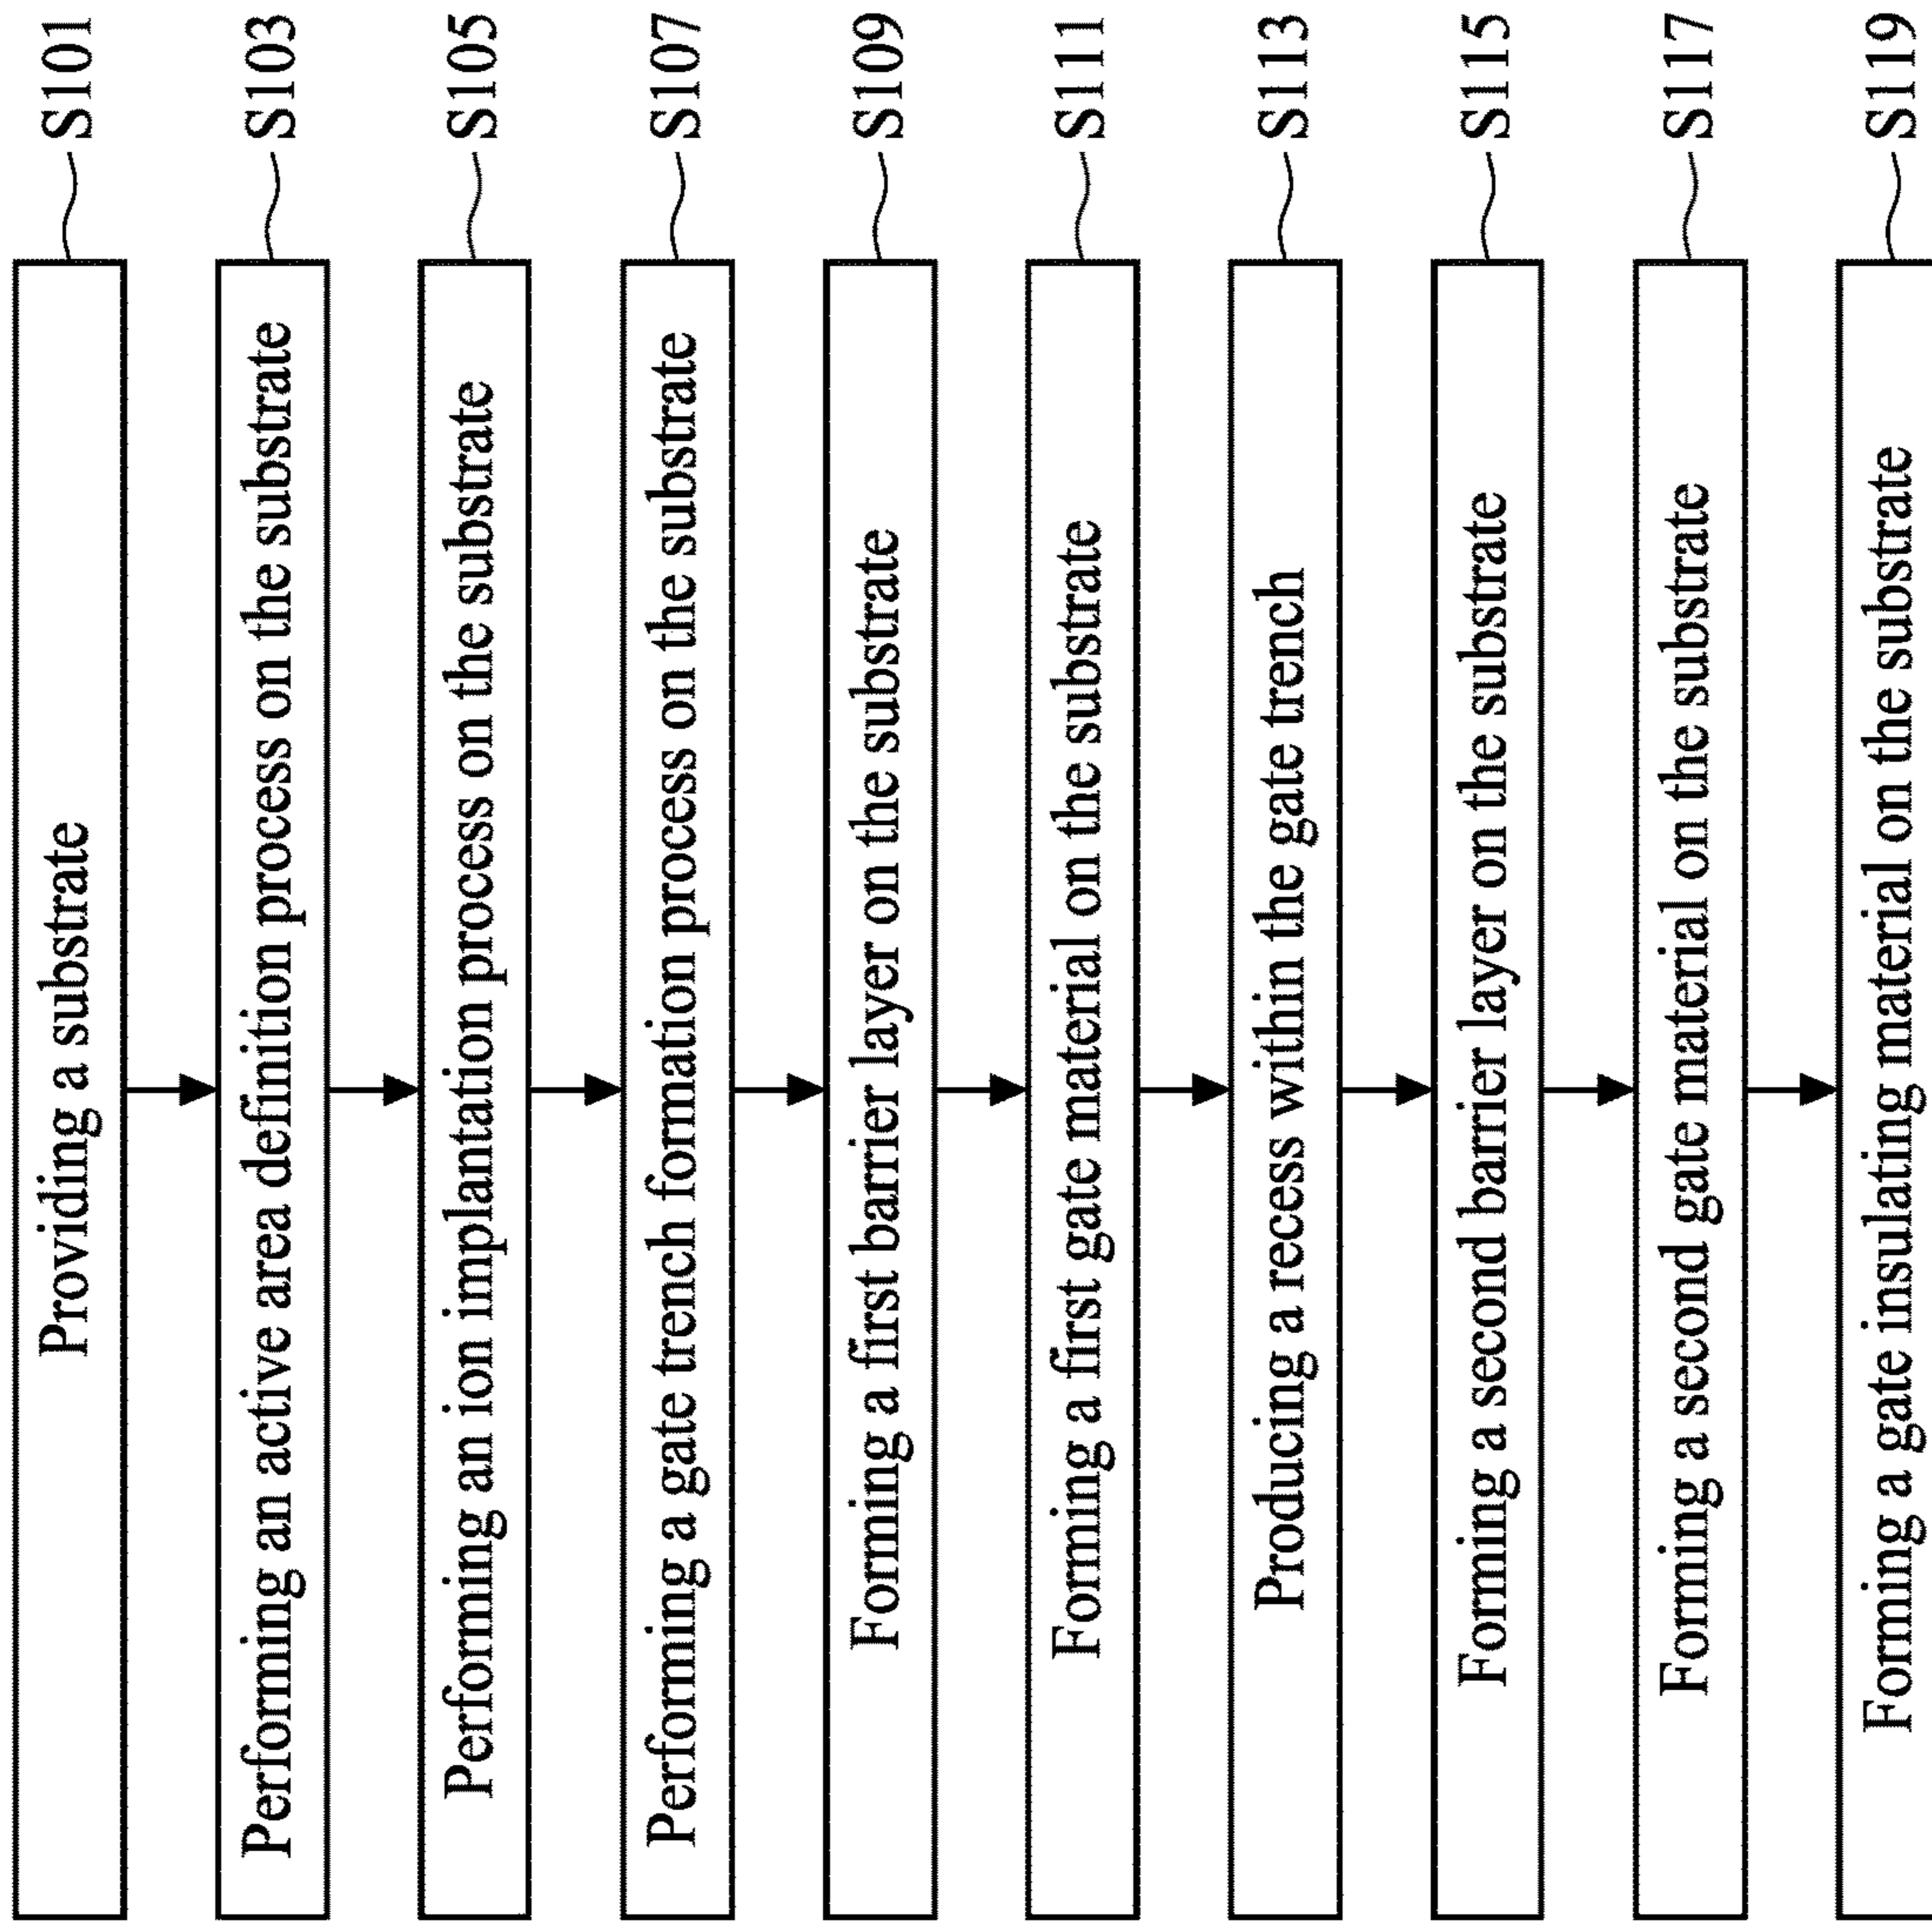 Providing a substrate
S101
Performing an active area definition process on the substrate
S103
Performing an ion implantation process on the substrate
S105
Performing a gate trench formation process on the substrate
S107
Forming a first barrier layer on the substrate
S109
Forming a first gate material on the substrate
S111
Producing a recess within the gate trench
S113
Forming a second barrier layer on the substrate
S115
Forming a second gate material on the substrate
S117
Forming a gate insulating material on the substrate
S119